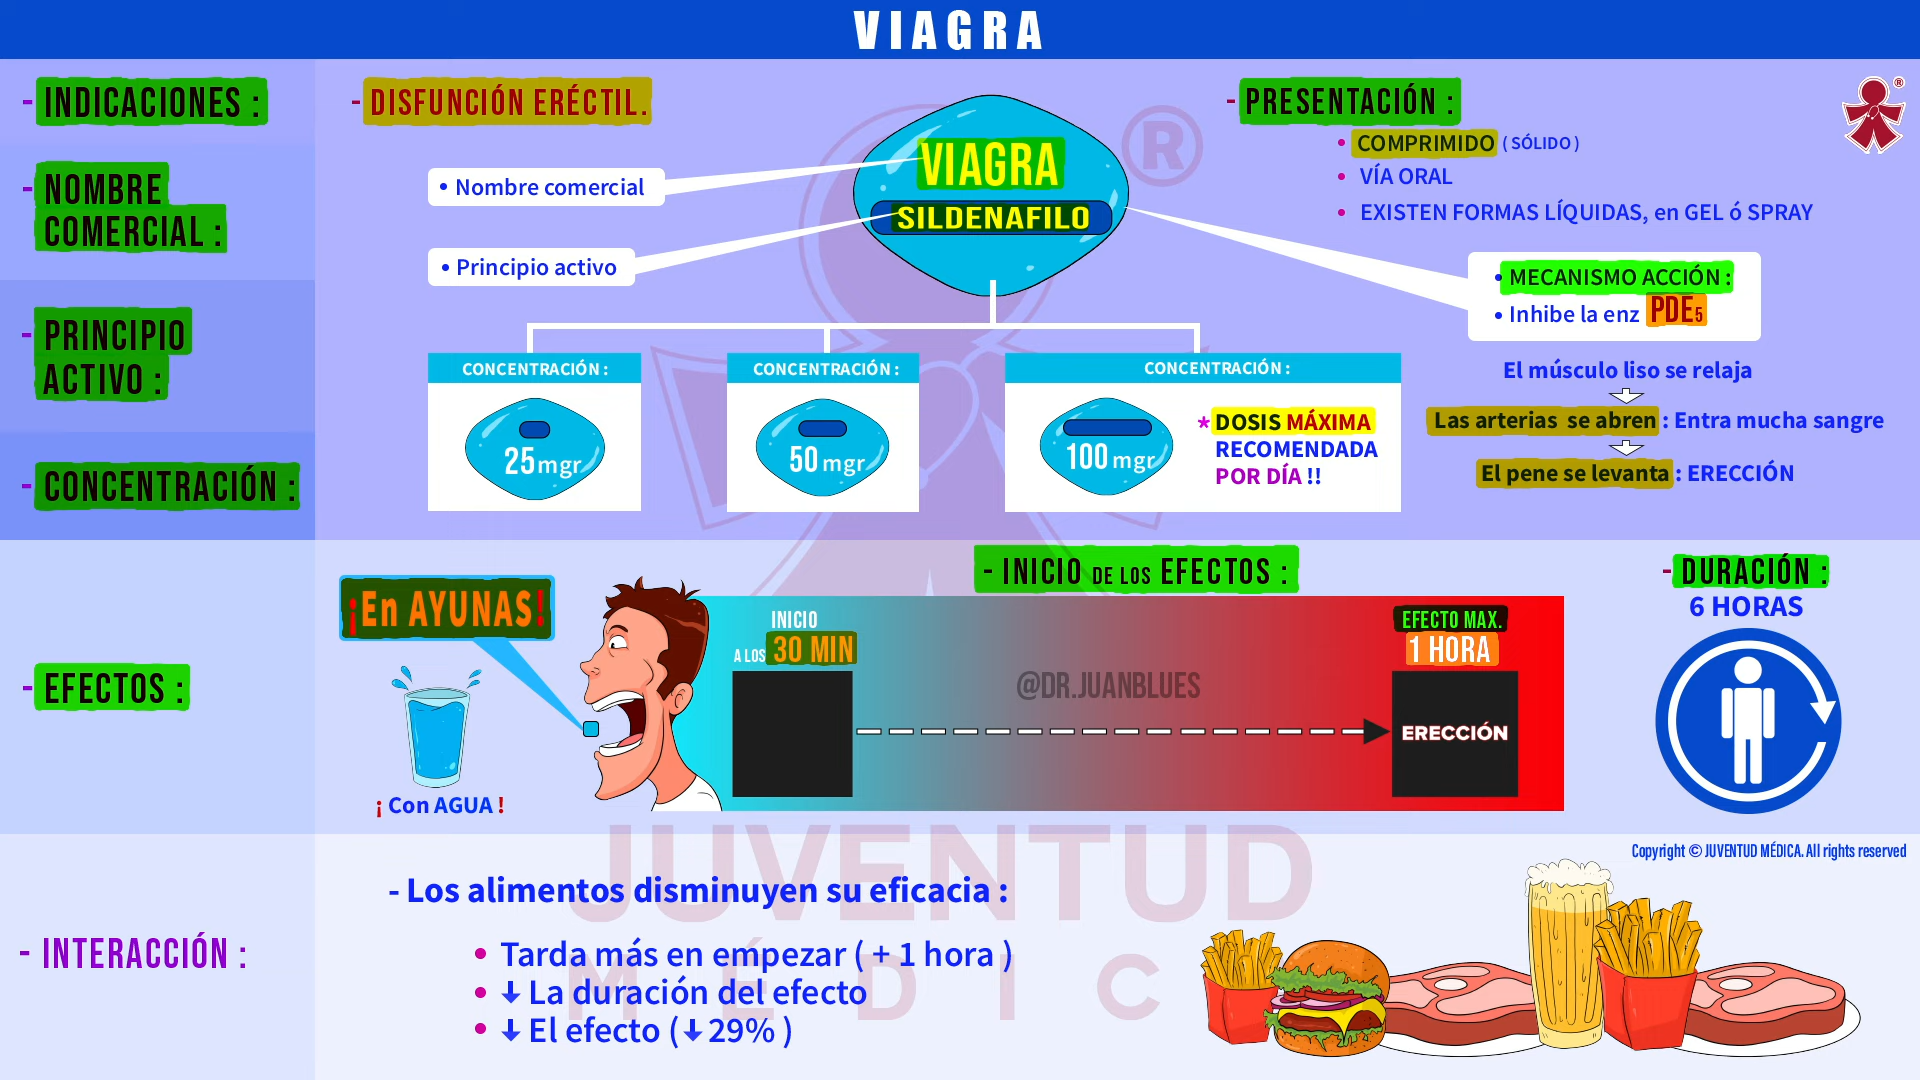 VIAGRA
- INDICACIONES :
- DISFUNCIÓN ERÉCTIL.
- NOMBRE
COMERCIAL :
- PRINCIPIO
ACTIVO :
- CONCENTRACIÓN :
• Nombre comercial
• Principio activo
VIAGRA
SILDENAFILO
®
- PRESENTACIÓN :
• COMPRIMIDO ( SÓLIDO )
• VÍA ORAL
• EXISTEN FORMAS LÍQUIDAS, en GEL ó SPRAY
®
• MECANISMO ACCIÓN :
• Inhibe la enz PDE5
El músculo liso se relaja
Las arterias se abren : Entra mucha sangre
El pene se levanta : ERECCIÓN
CONCENTRACIÓN :
25 mgr
CONCENTRACIÓN :
50 mgr
CONCENTRACIÓN :
100 mgr
* DOSIS MÁXIMA
RECOMENDADA
POR DÍA !!
- EFECTOS :
¡En AYUNAS!
¡ Con AGUA !
- INICIO DE LOS EFECTOS :
INICIO
A LOS 30 MIN
@DR.JUANBLUES
EFECTO MAX.
1 HORA
ERECCIÓN
- DURACIÓN :
6 HORAS
Copyright © JUVENTUD MÉDICA. All rights reserved
JUVENTUD
MÉDIC
- INTERACCIÓN :
- Los alimentos disminuyen su eficacia :
• Tarda más en empezar ( + 1 hora )
• ↓ La duración del efecto
• ↓ El efecto ( ↓ 29% )